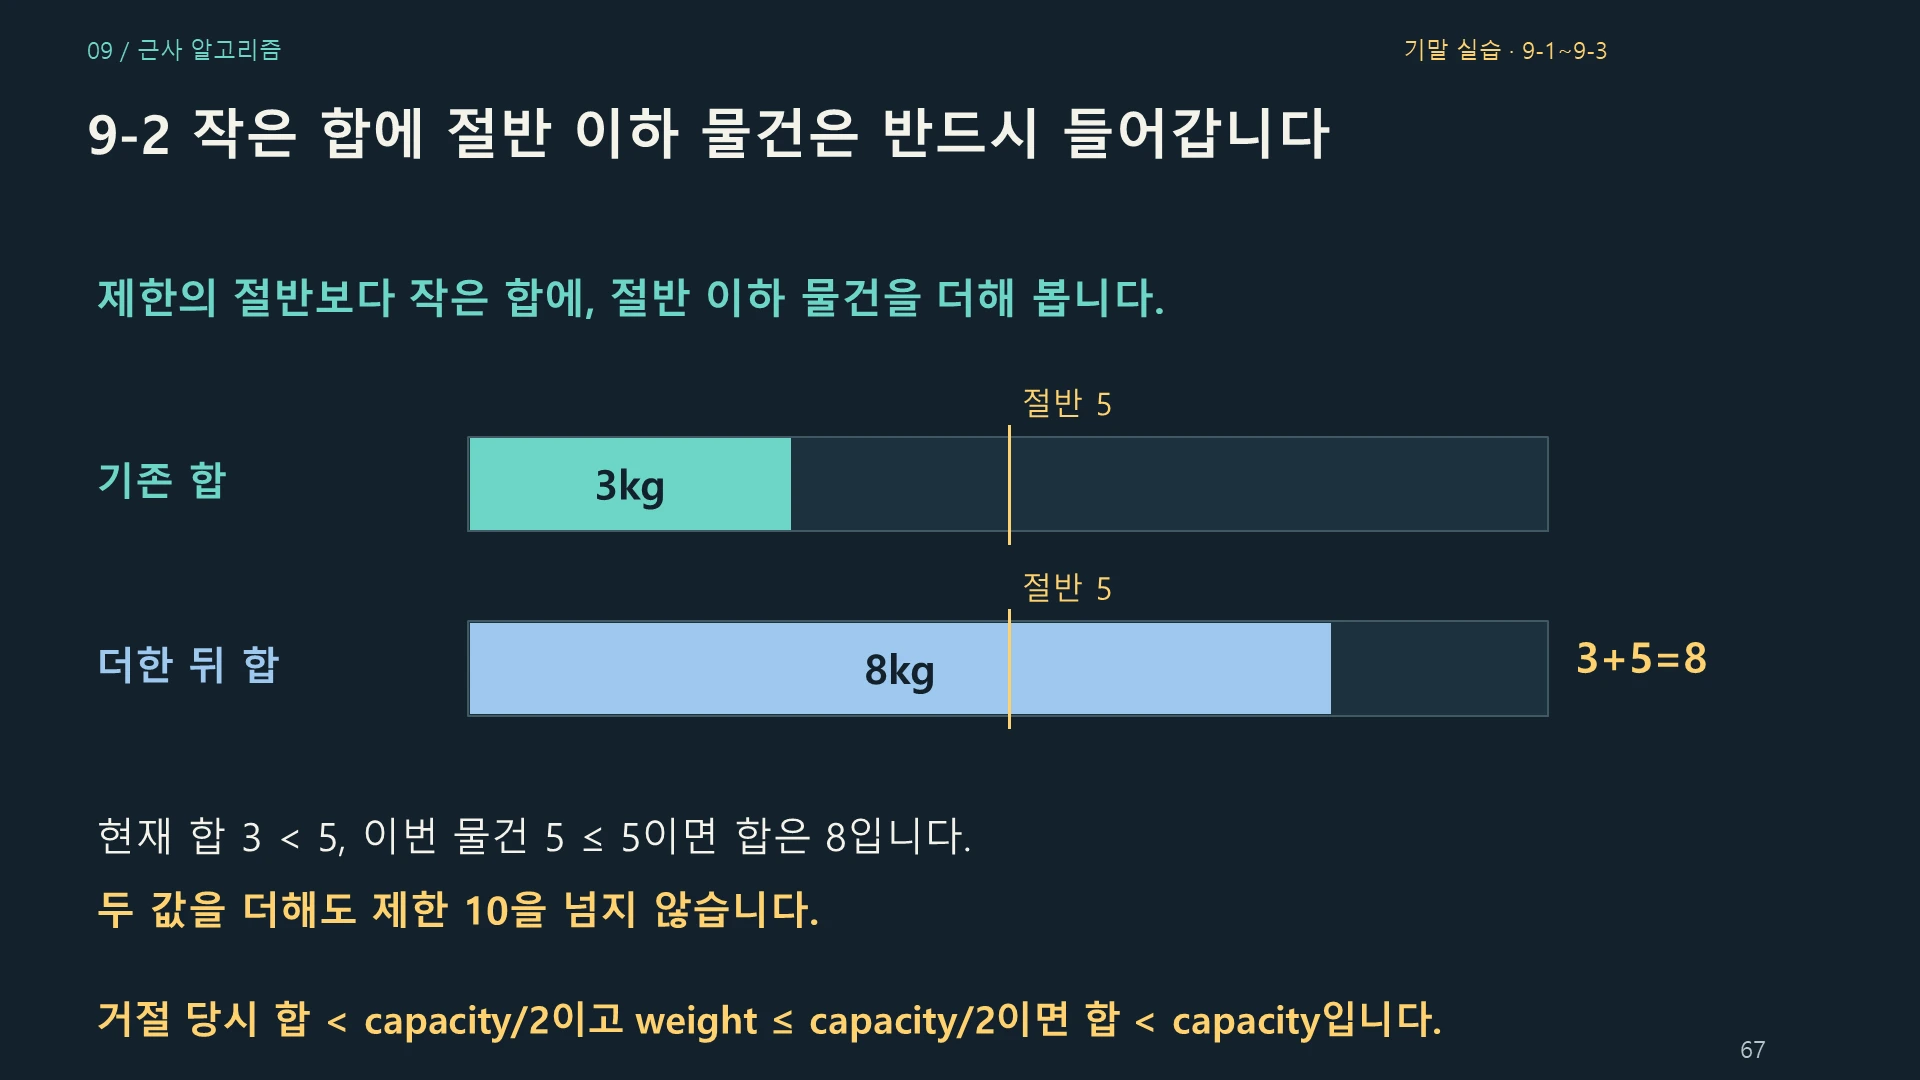 09 / 근사 알고리즘
기말 실습 · 9-1~9-3
9-2 작은 합에 절반 이하 물건은 반드시 들어갑니다
제한의 절반보다 작은 합에, 절반 이하 물건을 더해 봅니다.
절반 5
기존 합
3kg
절반 5
더한 뒤 합
8kg
3+5=8
현재 합 3 < 5, 이번 물건 5 ≤ 5이면 합은 8입니다.
두 값을 더해도 제한 10을 넘지 않습니다.
거절 당시 합 < capacity/2이고 weight ≤ capacity/2이면 합 < capacity입니다.
67